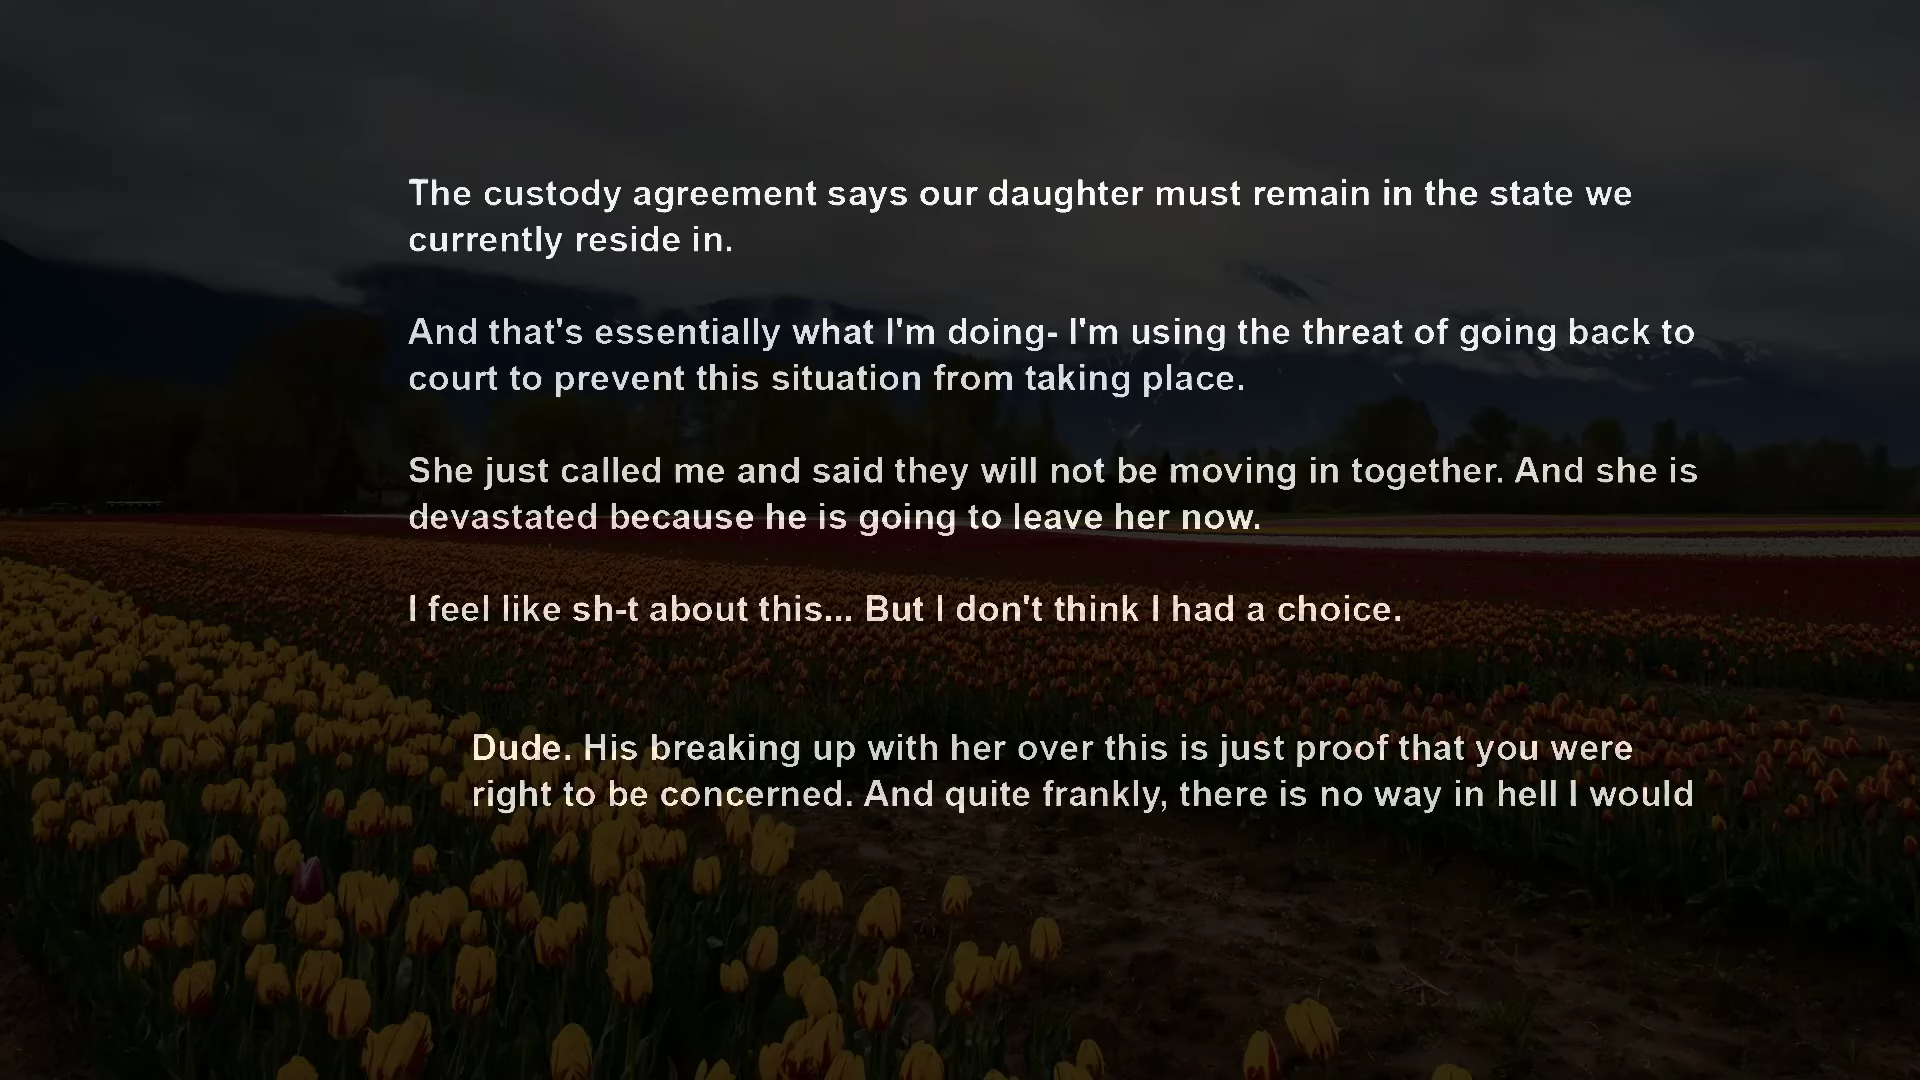 The custody agreement says our daughter must remain in the state we
currently reside in.
And that's essentially what I'm doing- I'm using the threat of going back to
court to prevent this situation from taking place.
She just called me and said they will not be moving in together. And she is
devastated because he is going to leave her now.
I feel like sh-t about this... But I don't think I had a choice.
Dude. His breaking up with her over this is just proof that you were
right to be concerned. And quite frankly, there is no way in hell I would